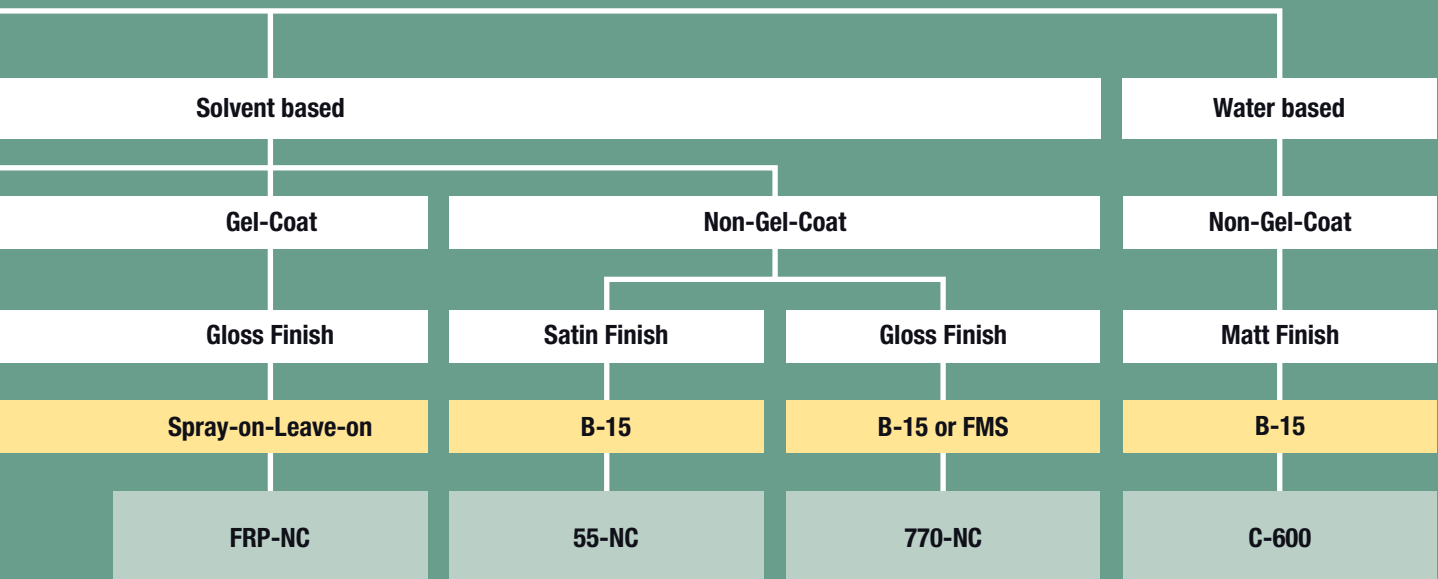 Solvent based
Water based
Gel-Coat
Non-Gel-Coat
Non-Gel-Coat
Gloss Finish
Satin Finish
Gloss Finish
Matt Finish
Spray-on-Leave-on
B-15
B-15 or FMS
B-15
FRP-NC
55-NC
770-NC
C-600